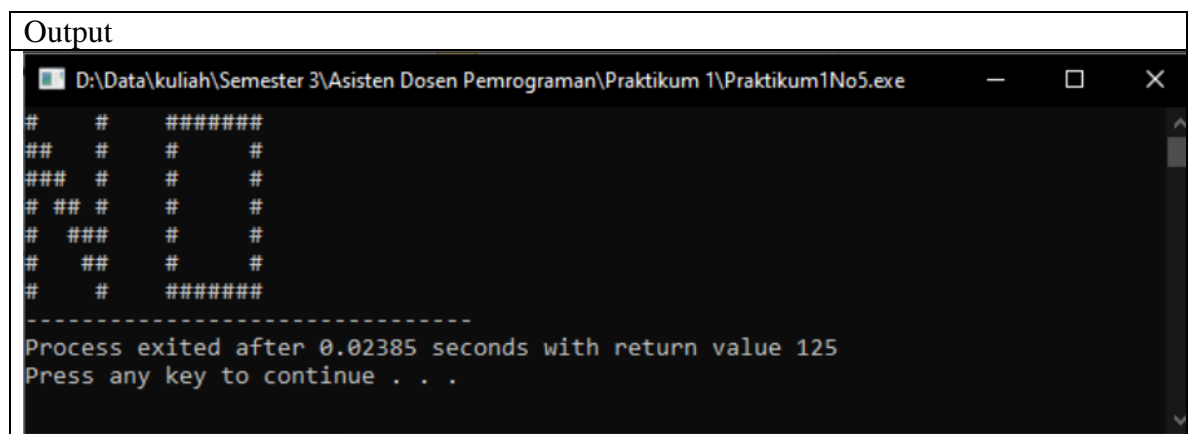 Output
D:\Data\kuliah\Semester 3\Asisten Dosen Pemrograman\Praktikum 1\Praktikum1No5.exe
#    #    #######
##   #    #     #
###  #    #     #
# ## #    #     #
#  ###    #     #
#   ##    #     #
#    #    #######
--------------------------------
Process exited after 0.02385 seconds with return value 125
Press any key to continue . . .